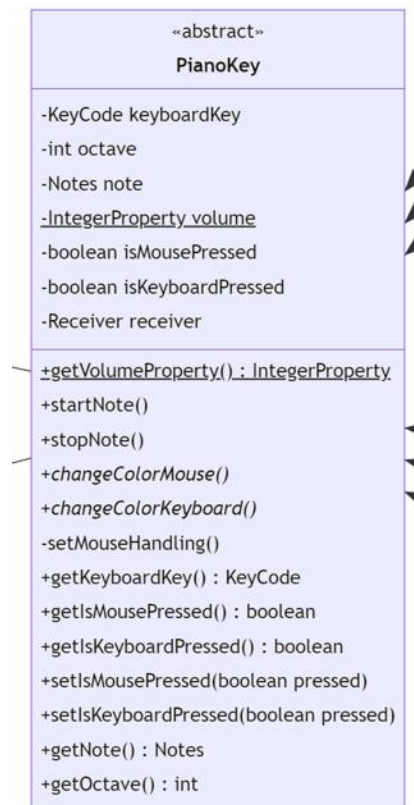 «abstract»
PianoKey
-KeyCode keyboardKey
-int octave
-Notes note
-IntegerProperty volume
-boolean isMousePressed
-boolean isKeyboardPressed
-Receiver receiver
+getVolumeProperty() : IntegerProperty
+startNote()
+stopNote()
+changeColorMouse()
+changeColorKeyboard()
-setMouseHandling()
+getKeyboardKey() : KeyCode
+getIsMousePressed() : boolean
+getIsKeyboardPressed() : boolean
+setIsMousePressed(boolean pressed)
+setIsKeyboardPressed(boolean pressed)
+getNote() : Notes
+getOctave() : int